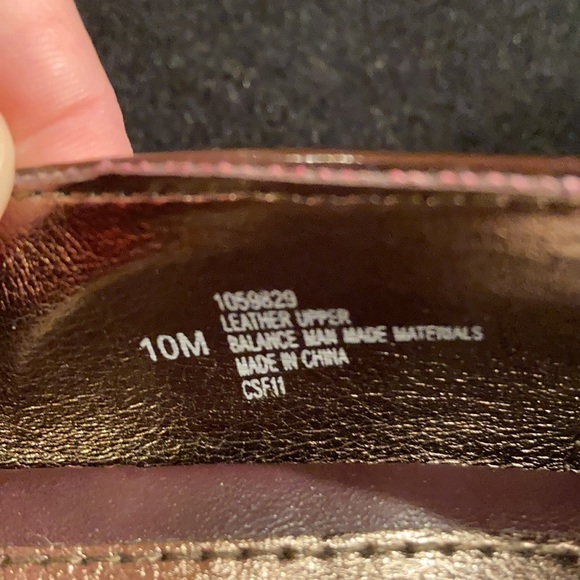 10M
1059829
LEATHER UPPER
BALANCE MAN MADE MATERIALS
MADE IN CHINA
CSF11